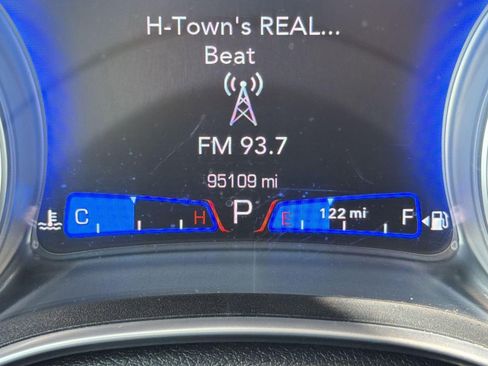 H-Town's REAL...
Beat
FM 93.7
95109 mi
C H P E 122 mi F